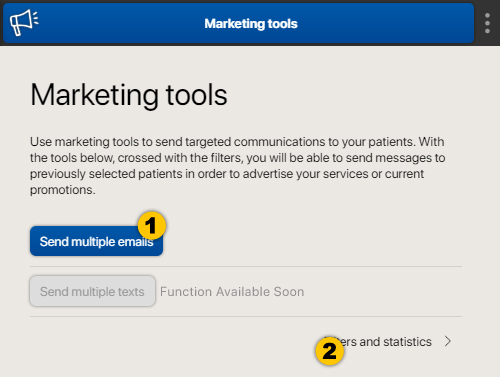 Marketing tools
Marketing tools
Use marketing tools to send targeted communications to your patients. With
the tools below, crossed with the filters, you will be able to send messages to
previously selected patients in order to advertise your services or current
promotions.
1
Send multiple emails
Send multiple texts Function Available Soon
2 and statistics